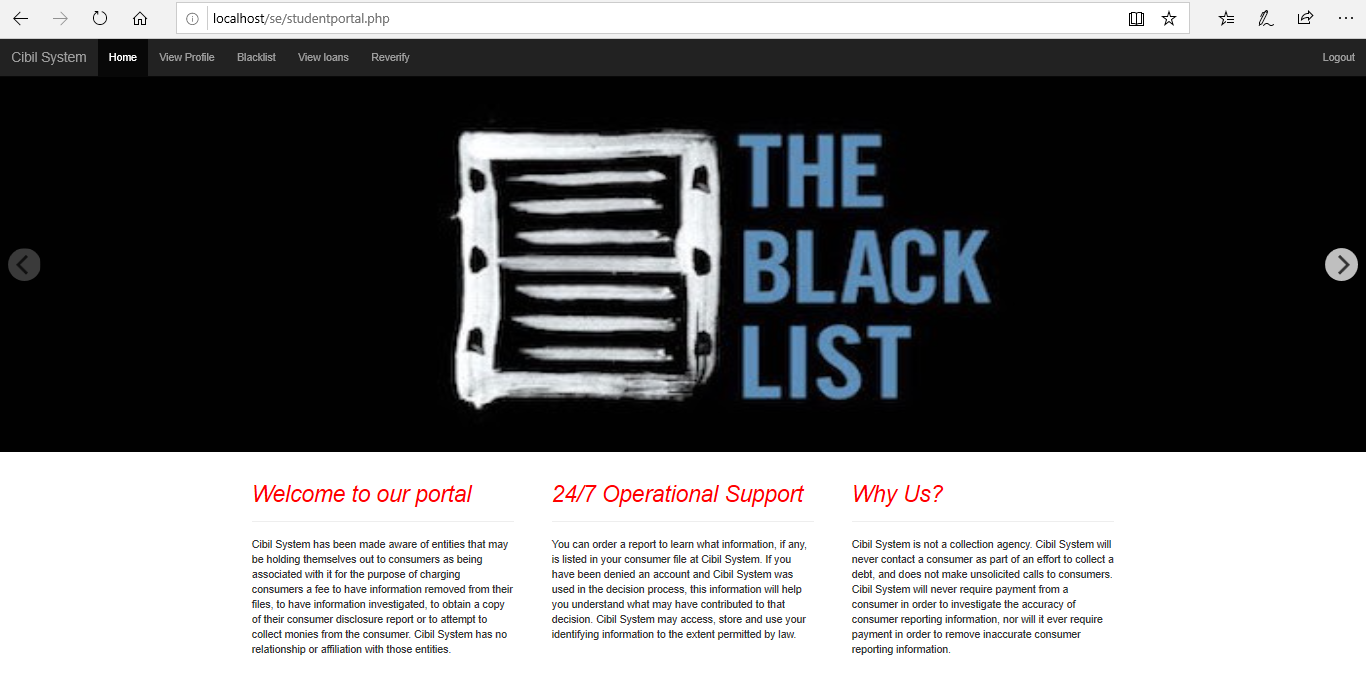 localhost/se/studentportal.php
Cibil System Home View Profile Blacklist View loans Reverify Logout
THE
BLACK
LIST
Welcome to our portal
Cibil System has been made aware of entities that may
be holding themselves out to consumers as being
associated with it for the purpose of charging
consumers a fee to have information removed from their
files, to have information investigated, to obtain a copy
of their consumer disclosure report or to attempt to
collect monies from the consumer. Cibil System has no
relationship or affiliation with those entities.
24/7 Operational Support
You can order a report to learn what information, if any,
is listed in your consumer file at Cibil System. If you
have been denied an account and Cibil System was
used in the decision process, this information will help
you understand what may have contributed to that
decision. Cibil System may access, store and use your
identifying information to the extent permitted by law.
Why Us?
Cibil System is not a collection agency. Cibil System will
never contact a consumer as part of an effort to collect a
debt, and does not make unsolicited calls to consumers.
Cibil System will never require payment from a
consumer in order to investigate the accuracy of
consumer reporting information, nor will it ever require
payment in order to remove inaccurate consumer
reporting information.